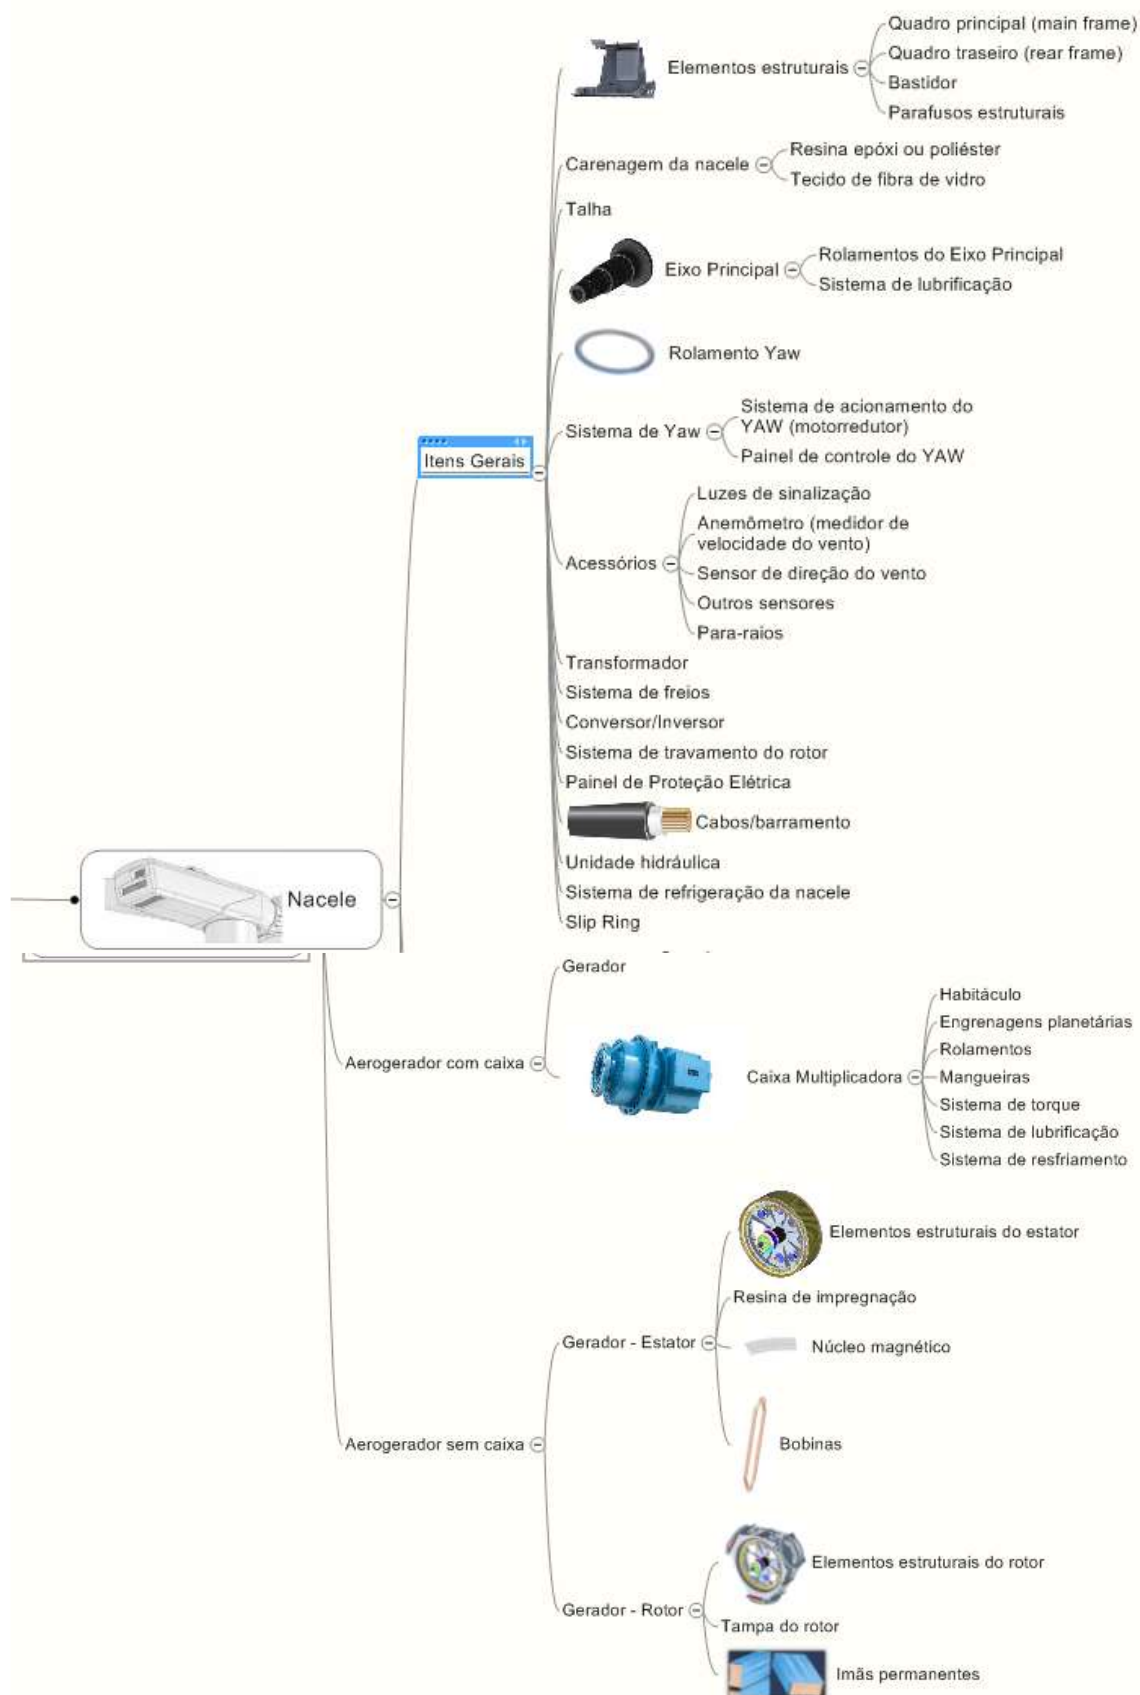 Quadro principal (main frame)
Quadro traseiro (rear frame)
Elementos estruturais
Bastidor
Parafusos estruturais
Resina epóxi ou poliéster
Carenagem da nacele
Tecido de fibra de vidro
Talha
Rolamentos do Eixo Principal
Eixo Principal
Sistema de lubrificação
Rolamento Yaw
Sistema de acionamento do
YAW (motorredutor)
Sistema de Yaw
Painel de controle do YAW
Itens Gerais
Luzes de sinalização
Anemômetro (medidor de
velocidade do vento)
Acessórios
Sensor de direção do vento
Outros sensores
Para-raios
Transformador
Sistema de freios
Conversor/Inversor
Sistema de travamento do rotor
Painel de Proteção Elétrica
Cabos/barramento
Unidade hidráulica
Sistema de refrigeração da nacele
Nacele
Slip Ring
Gerador
Aerogerador com caixa
Habitáculo
Engrenagens planetárias
Rolamentos
Caixa Multiplicadora
Mangueiras
Sistema de torque
Sistema de lubrificação
Sistema de resfriamento
Elementos estruturais do estator
Resina de impregnação
Gerador - Estator
Núcleo magnético
Bobinas
Aerogerador sem caixa
Elementos estruturais do rotor
Gerador - Rotor
Tampa do rotor
Imãs permanentes